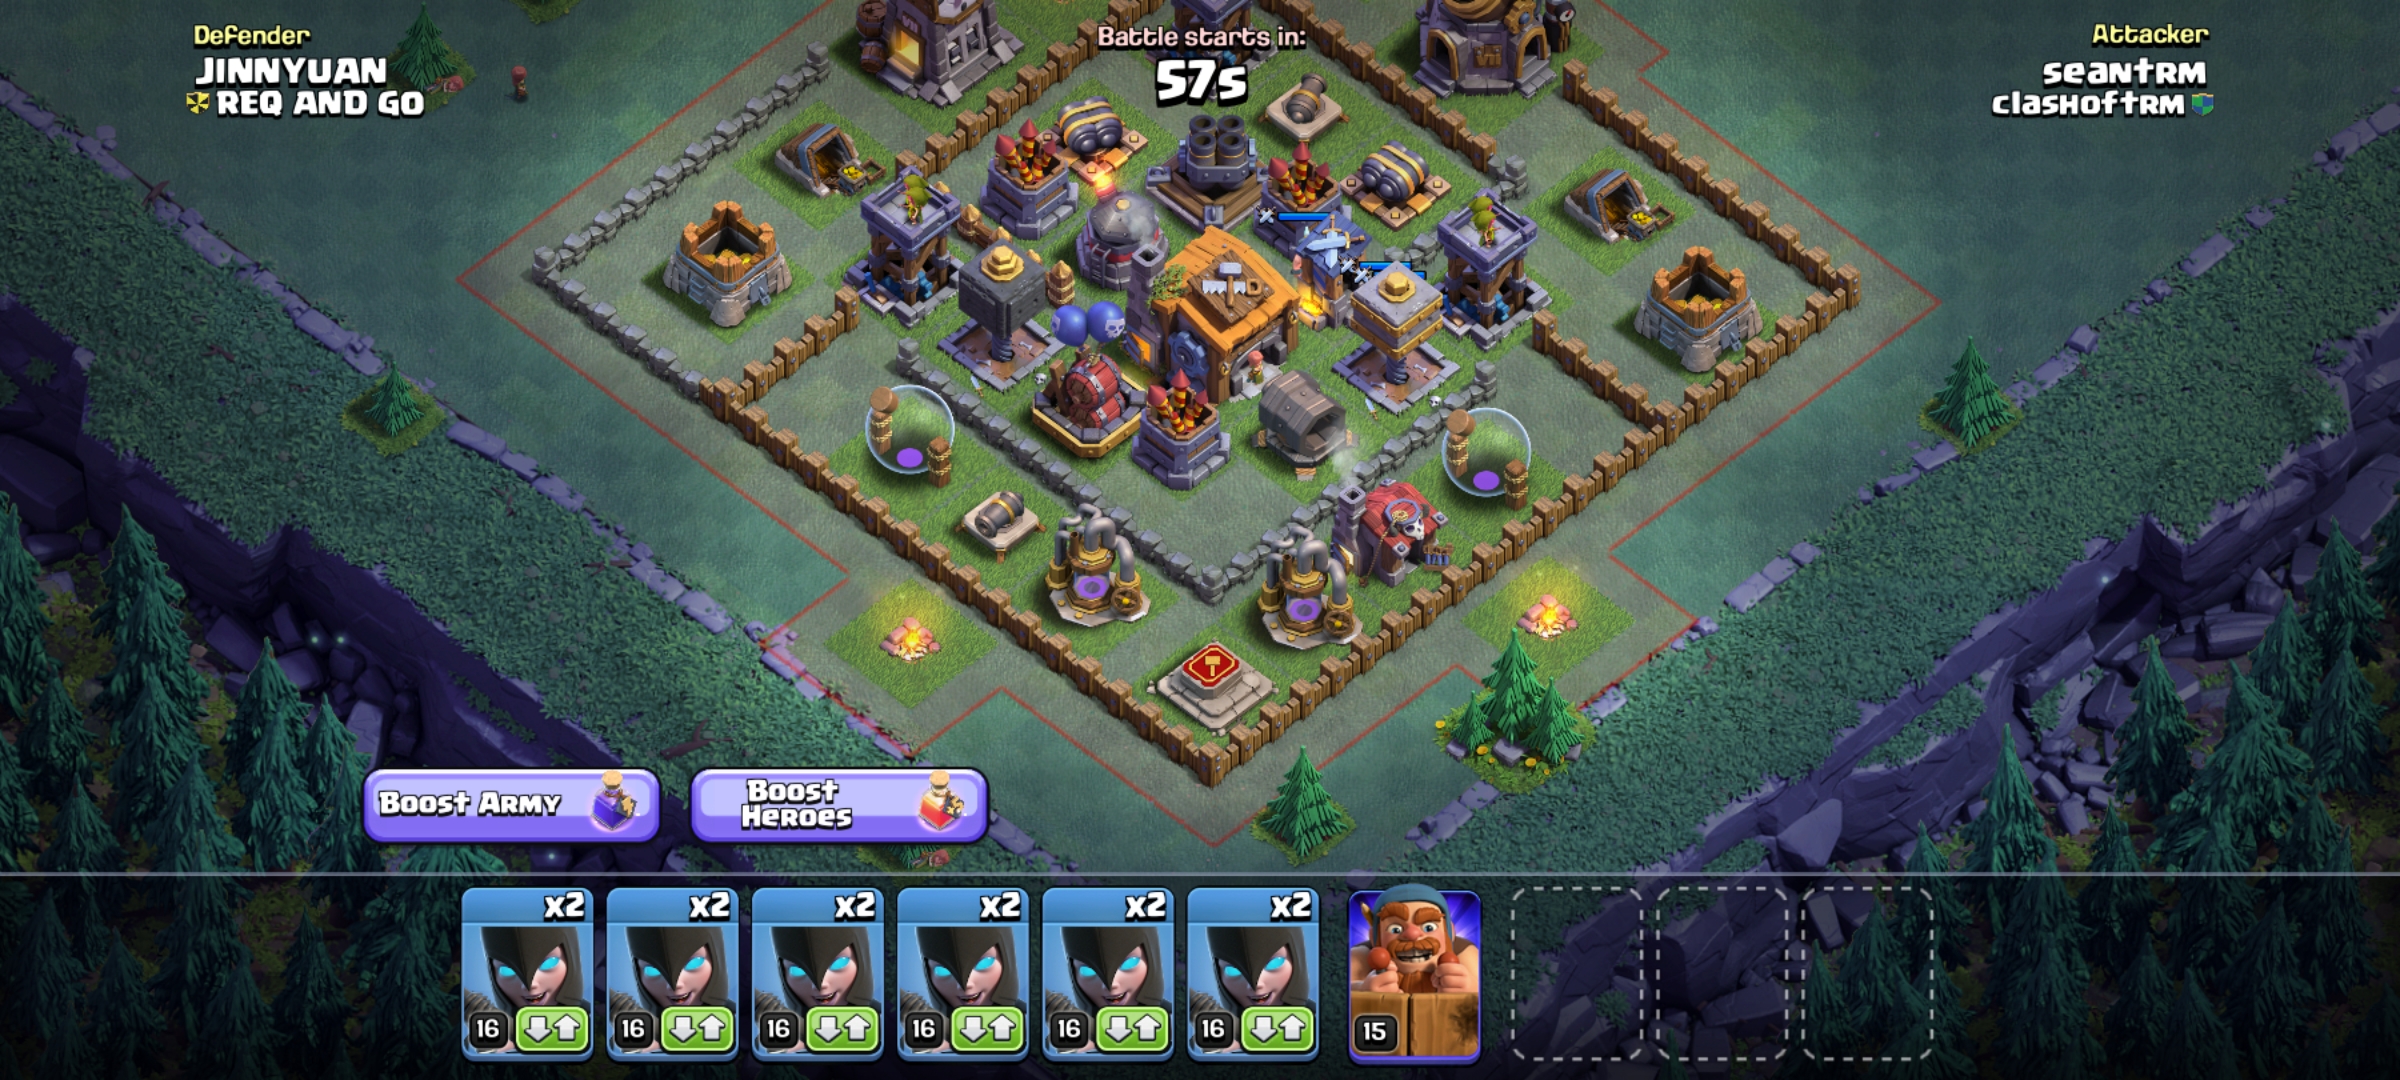 Defender
JINNYUAN
REQ AND GO
Battle starts in:
57s
Attacker
seantRM
clashoftRM
VII
Boost Army
Boost
Heroes
x2
x2
x2
x2
x2
x2
16
16
16
16
16
16
15